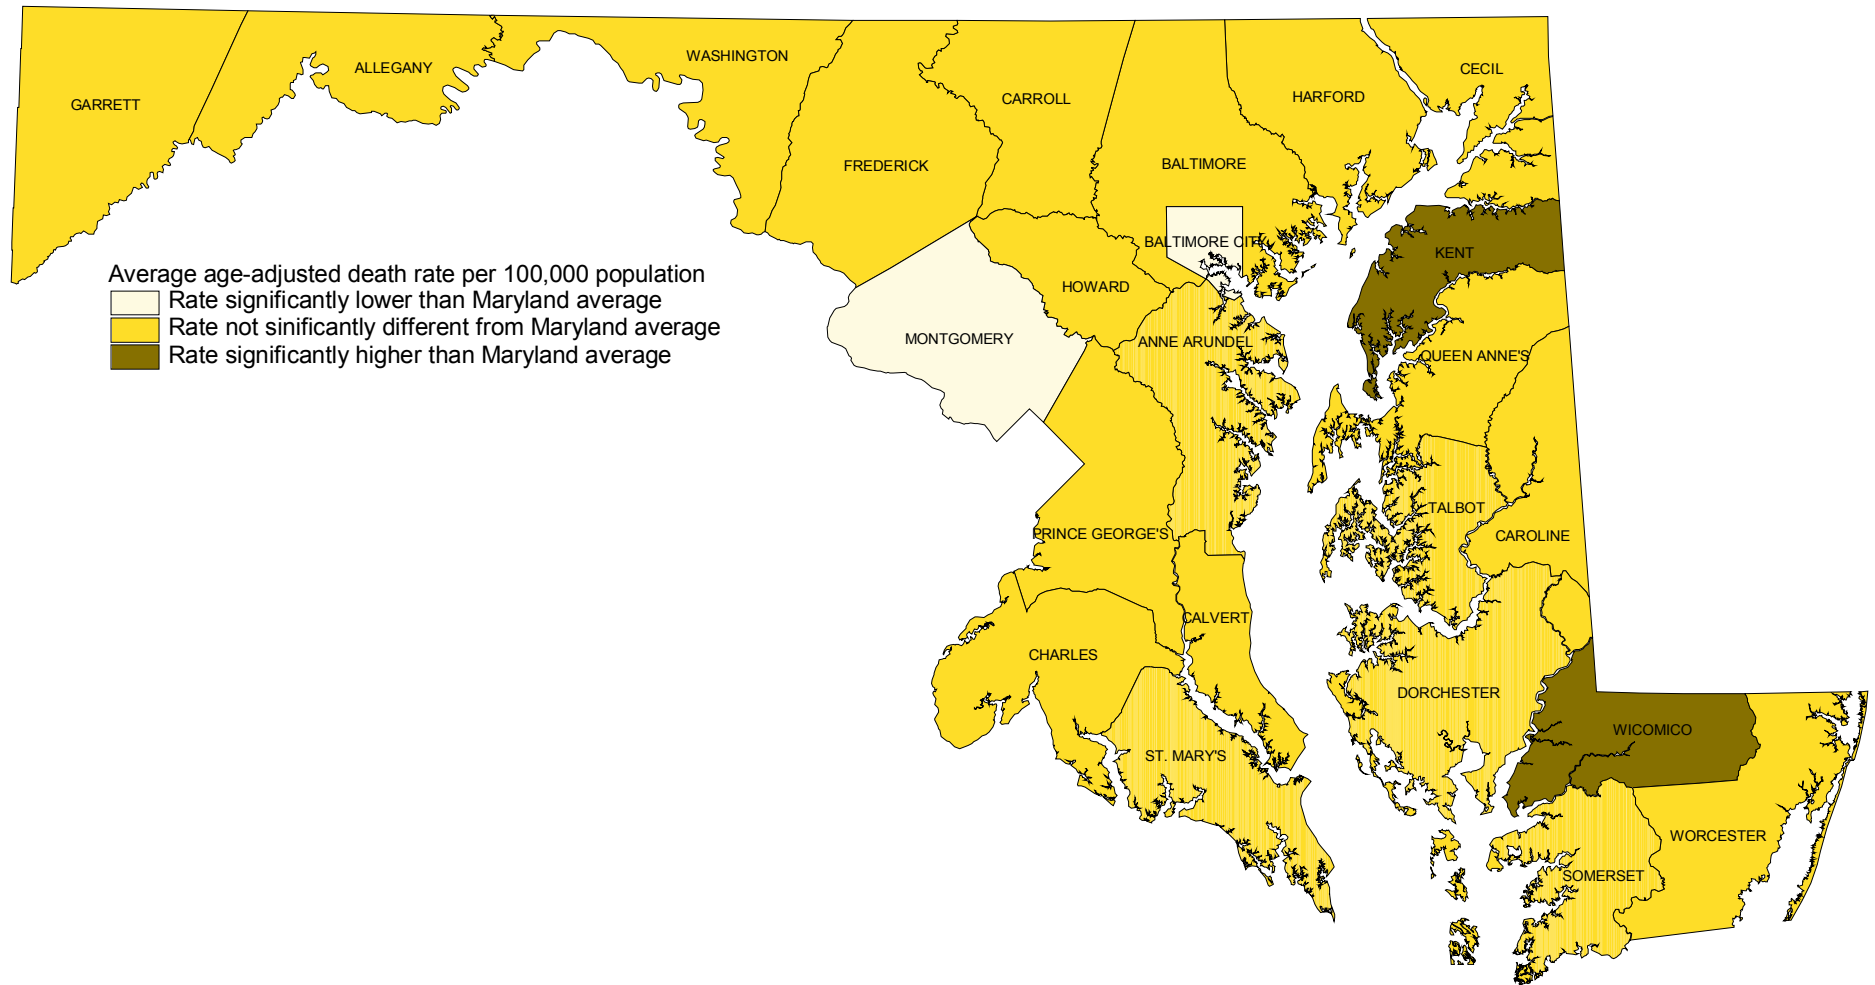 WASHINGTON
ALLEGANY
CECIL
HARFORD
CARROLL
GARRETT
BALTIMORE
FREDERICK
BALTIMORE CITY
KENT
Average age-adjusted death rate per 100,000 population
Rate significantly lower than Maryland average
Rate not sinificantly different from Maryland average
Rate significantly higher than Maryland average
HOWARD
MONTGOMERY
ANNE ARUNDEL
QUEEN ANNE'S
TALBOT
PRINCE GEORGE'S
CAROLINE
CALVERT
CHARLES
DORCHESTER
WICOMICO
ST. MARY'S
WORCESTER
SOMERSET